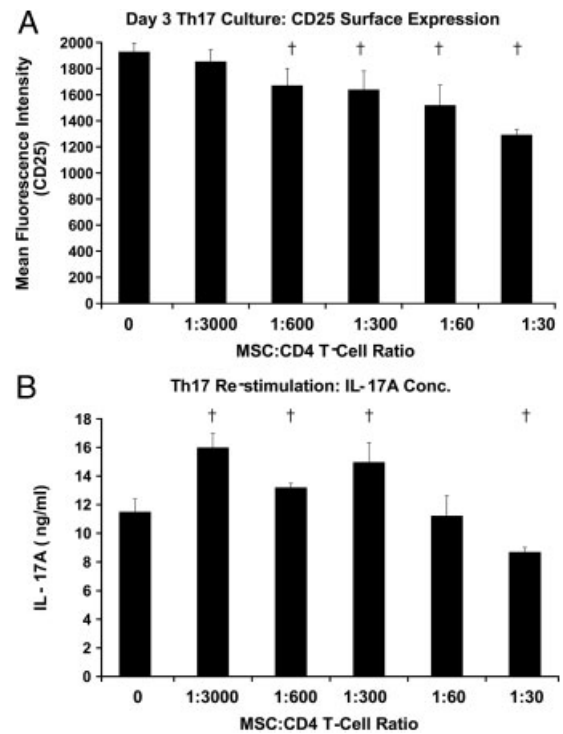 A
Day 3 Th17 Culture: CD25 Surface Expression
Mean Fluorescence Intensity
(CD25)
2000
1800
1600
1400
1200
1000
800
600
400
200
0
† † † †
0 1:3000 1:600 1:300 1:60 1:30
MSC:CD4 T-Cell Ratio
B
Th17 Re-stimulation: IL-17A Conc.
IL-17A ( ng/ml)
18
16
14
12
10
8
6
4
2
0
† † † †
0 1:3000 1:600 1:300 1:60 1:30
MSC:CD4 T-Cell Ratio